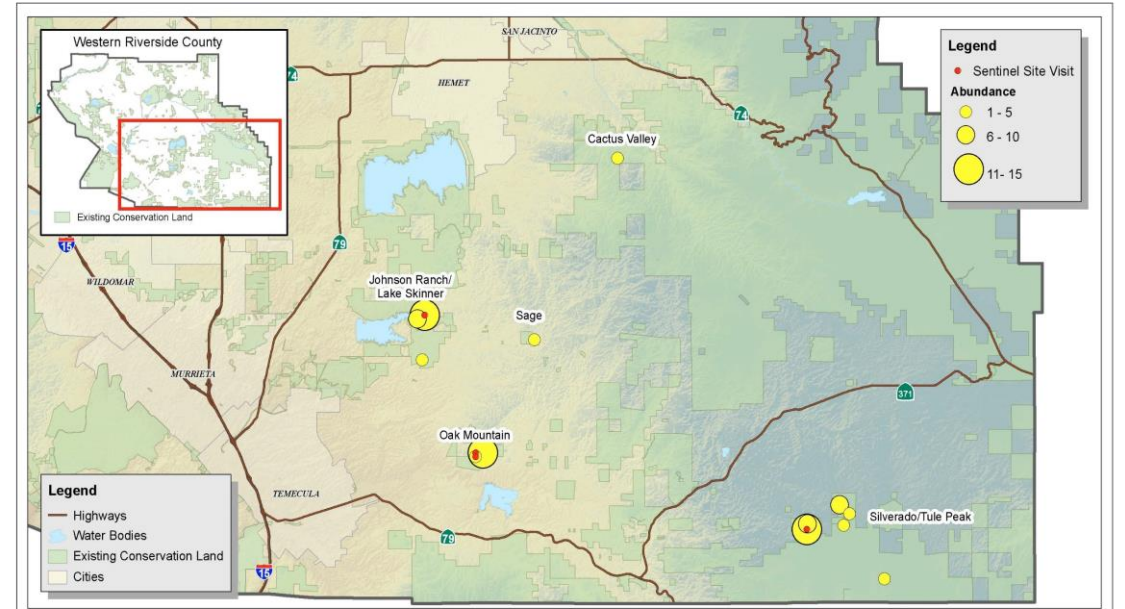 Western Riverside County
Existing Conservation Land
SAN JACINTO
Legend
Sentinel Site Visit
Abundance
1 - 5
6 - 10
11- 15
74
HEMET
74
Cactus Valley
79
15
WILDOMAR
Johnson Ranch/
Lake Skinner
Sage
MURRIETA
371
Oak Mountain
Legend
Highways
Water Bodies
Existing Conservation Land
Cities
TEMECULA
79
15
Silverado/Tule Peak